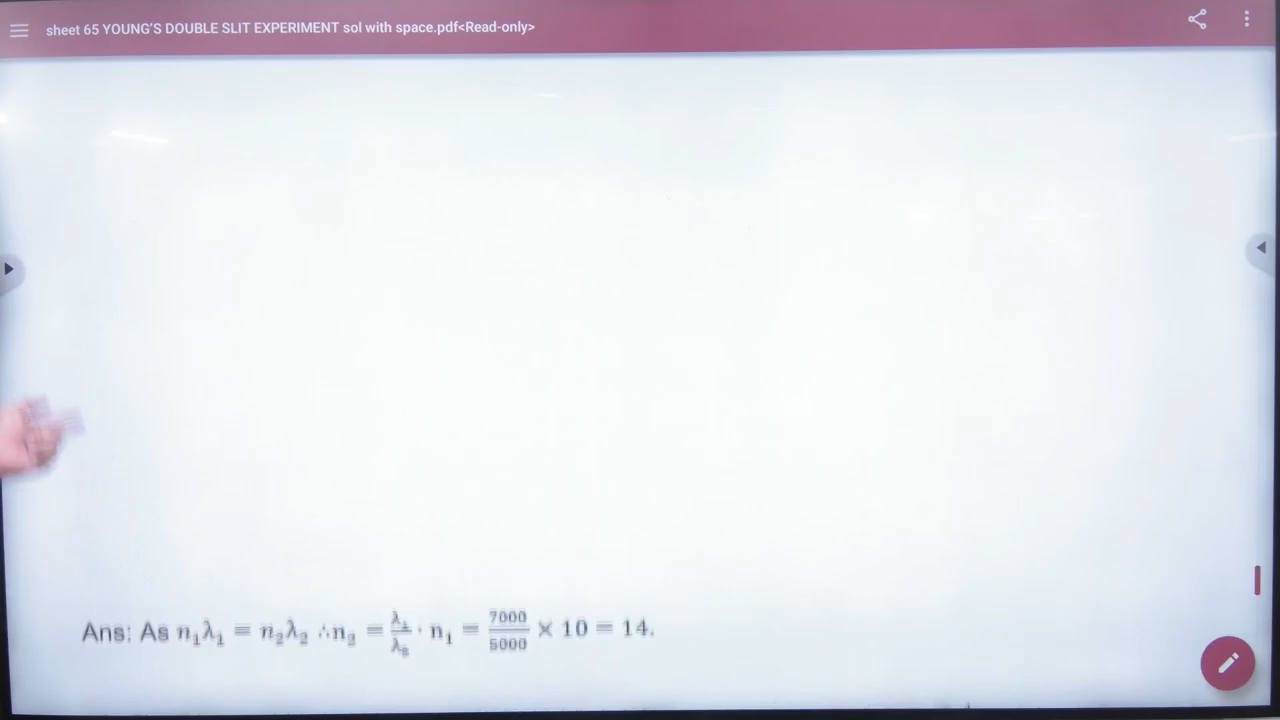 sheet 65 YOUNG'S DOUBLE SLIT EXPERIMENT sol with space.pdf<Read-only>
Ans: As n₁λ₁ = n₂λ₂ ∴n₂ = λ₁/λ₂ · n₁ = 7000/5000 × 10 = 14.